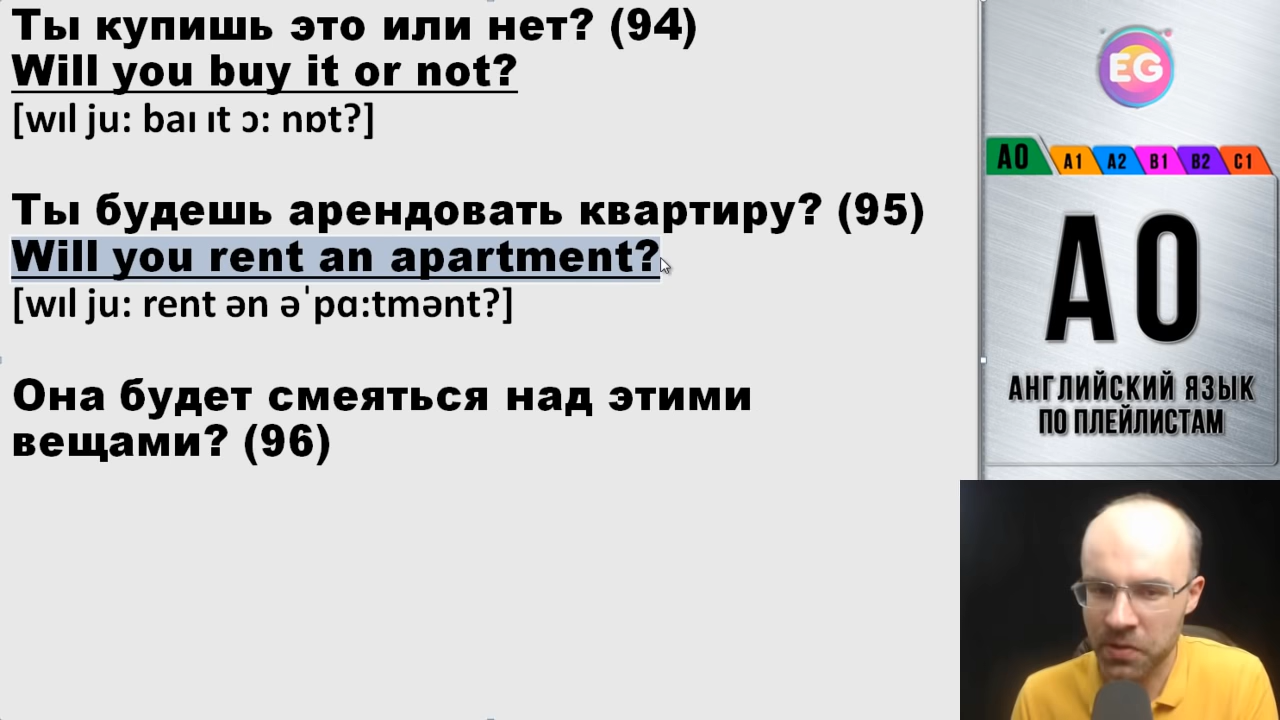 Ты купишь это или нет? (94)
Will you buy it or not?
[wɪl ju: baɪ ɪt ɔ: nɒt?]
Ты будешь арендовать квартиру? (95)
Will you rent an apartment?
[wɪl ju: rent ən əˈpɑ:tmənt?]
Она будет смеяться над этими
вещами? (96)
EG
A0 A1 A2 B1 B2 C1
A0
АНГЛИЙСКИЙ ЯЗЫК
ПО ПЛЕЙЛИСТАМ